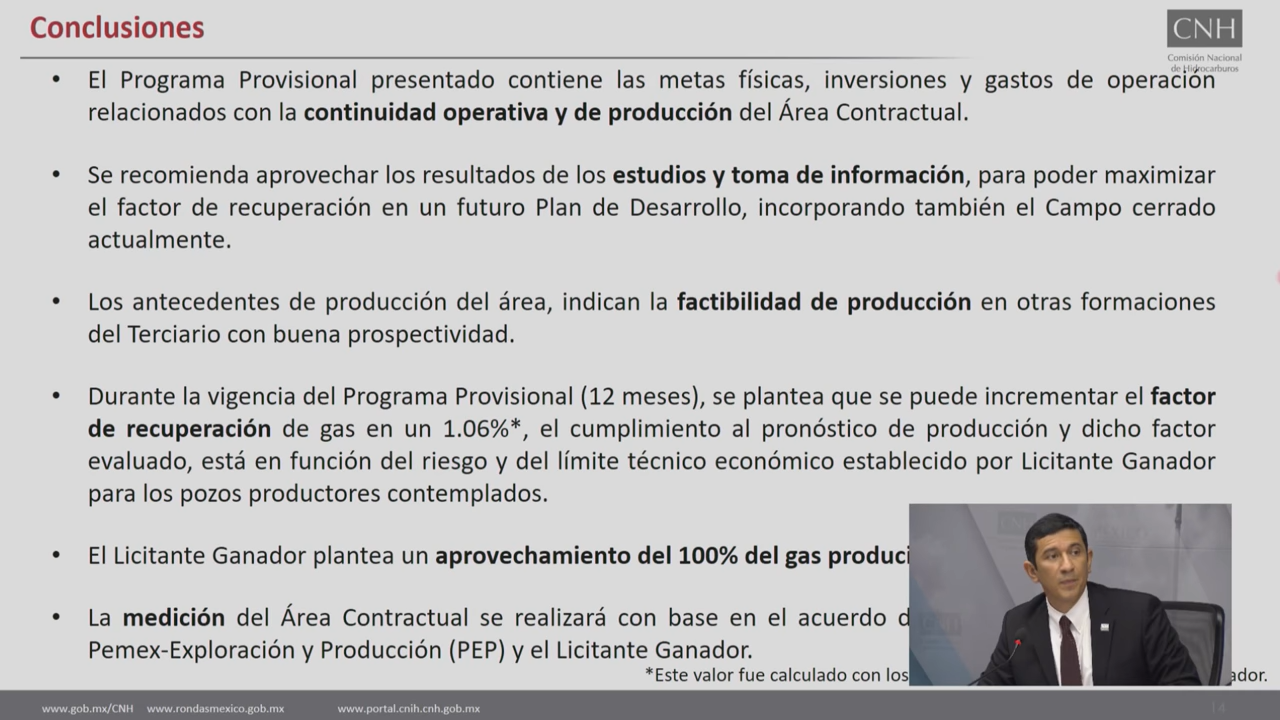 Conclusiones
CNH
Comisión Nacional
de Hidrocarburos
• El Programa Provisional presentado contiene las metas físicas, inversiones y gastos de operación
relacionados con la continuidad operativa y de producción del Área Contractual.
• Se recomienda aprovechar los resultados de los estudios y toma de información, para poder maximizar
el factor de recuperación en un futuro Plan de Desarrollo, incorporando también el Campo cerrado
actualmente.
• Los antecedentes de producción del área, indican la factibilidad de producción en otras formaciones
del Terciario con buena prospectividad.
• Durante la vigencia del Programa Provisional (12 meses), se plantea que se puede incrementar el factor
de recuperación de gas en un 1.06%*, el cumplimiento al pronóstico de producción y dicho factor
evaluado, está en función del riesgo y del límite técnico económico establecido por Licitante Ganador
para los pozos productores contemplados.
• El Licitante Ganador plantea un aprovechamiento del 100% del gas produci
• La medición del Área Contractual se realizará con base en el acuerdo d
Pemex-Exploración y Producción (PEP) y el Licitante Ganador.
*Este valor fue calculado con los ador.
www.gob.mx/CNH www.rondasmexico.gob.mx www.portal.cnih.cnh.gob.mx 14